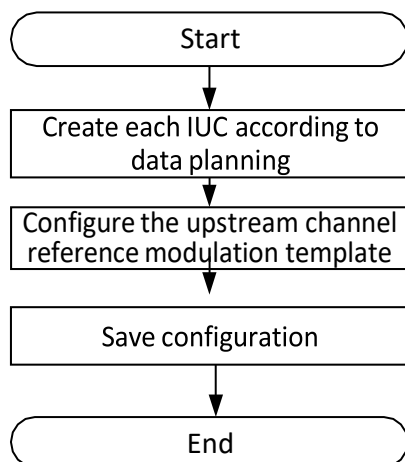 Start
Create each IUC according to
data planning
Configure the upstream channel
reference modulation template
Save configuration
End